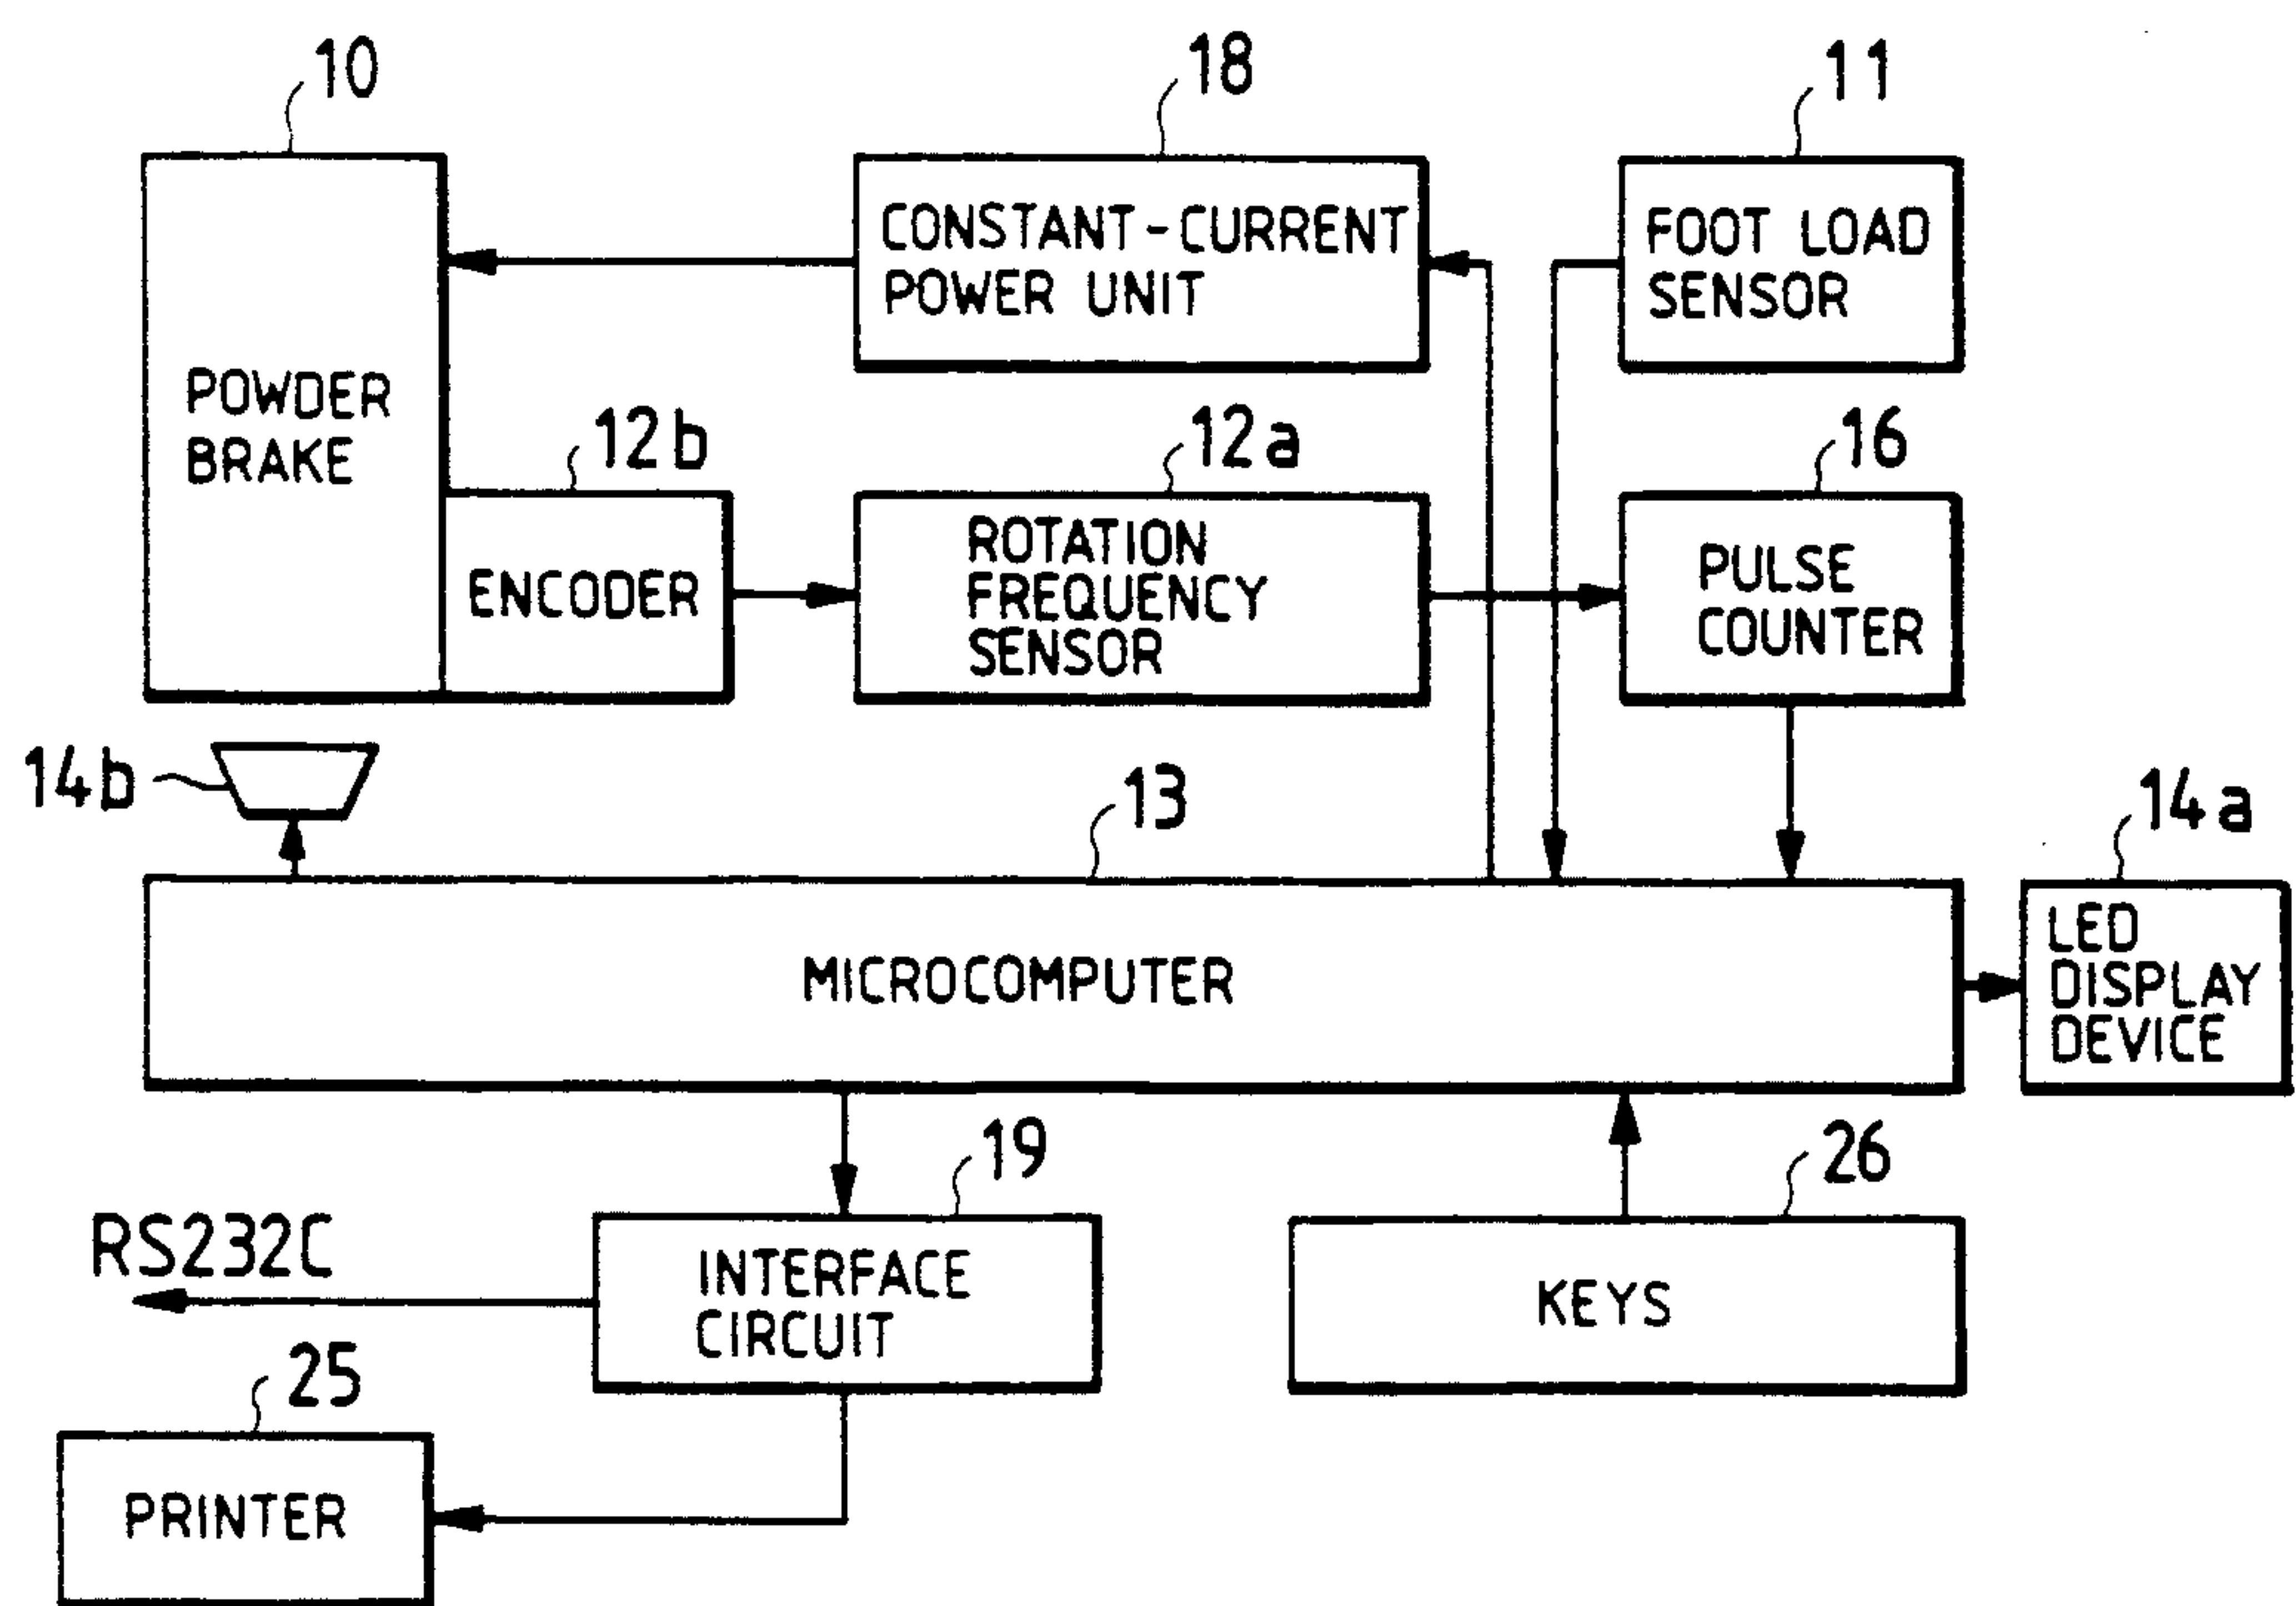 10
18
11
CONSTANT-CURRENT
POWER UNIT
FOOT LOAD
SENSOR
POWDER
BRAKE
12b
12a
16
ENCODER
ROTATION
FREQUENCY
SENSOR
PULSE
COUNTER
14b
13
14a
MICROCOMPUTER
LED
DISPLAY
DEVICE
19
26
RS232C
INTERFACE
CIRCUIT
KEYS
25
PRINTER